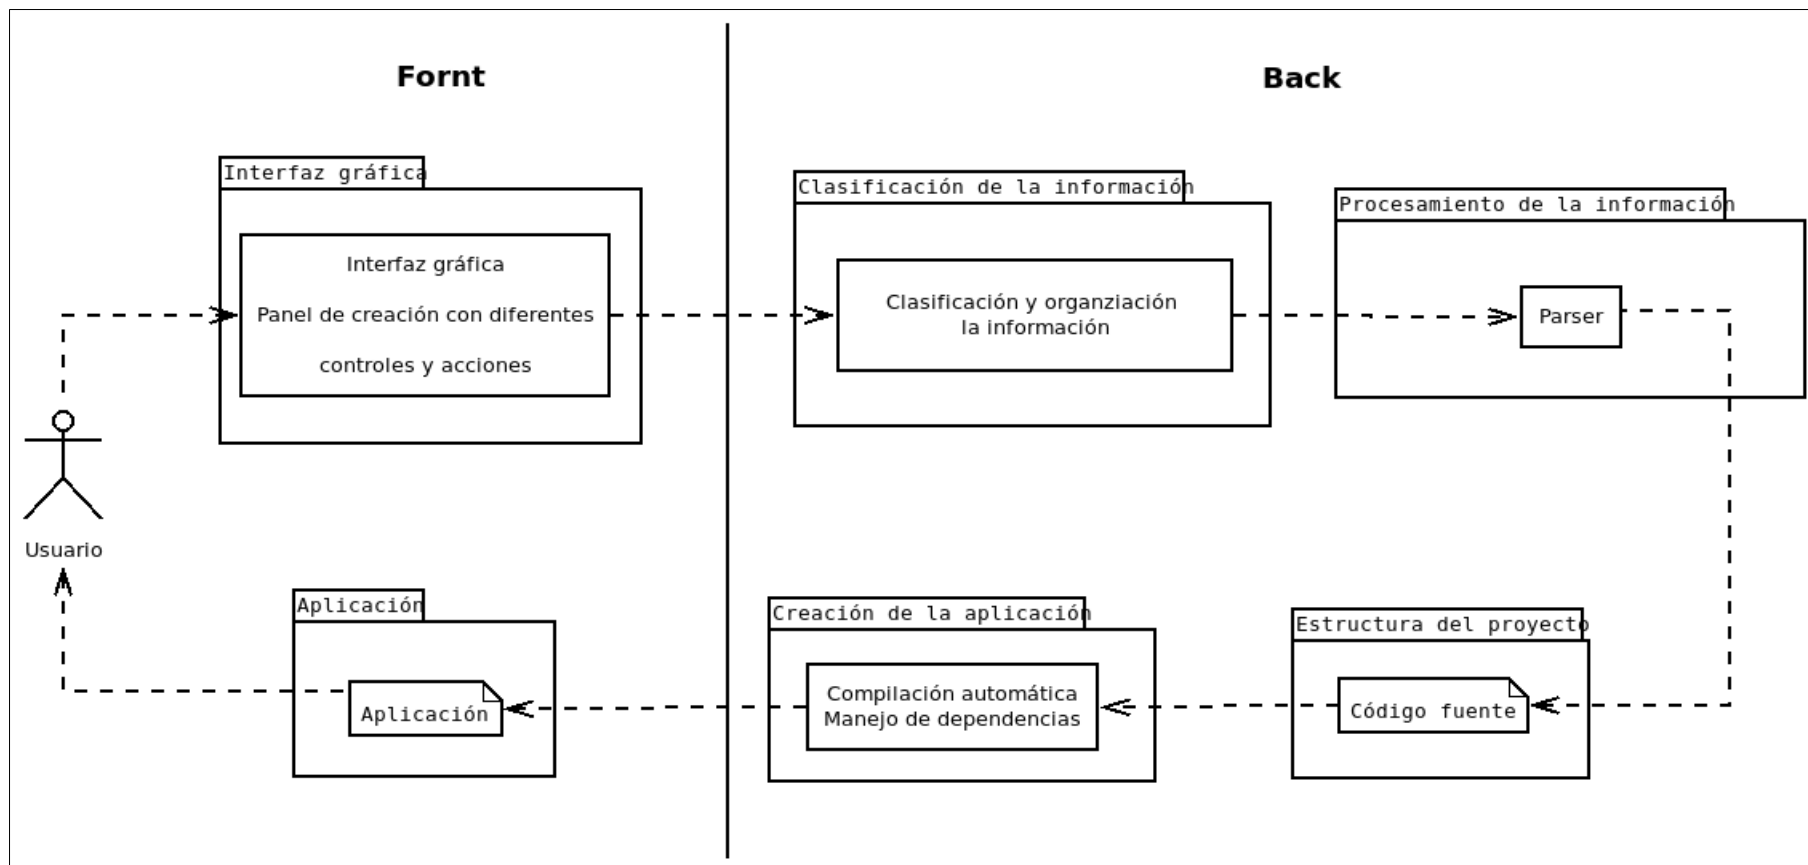 Fornt
Back
Interfaz gráfica
Interfaz gráfica
Panel de creación con diferentes
controles y acciones
Clasificación de la información
Clasificación y organziación
la información
Procesamiento de la información
Parser
Usuario
Aplicación
Aplicación
Creación de la aplicación
Compilación automática
Manejo de dependencias
Estructura del proyecto
Código fuente